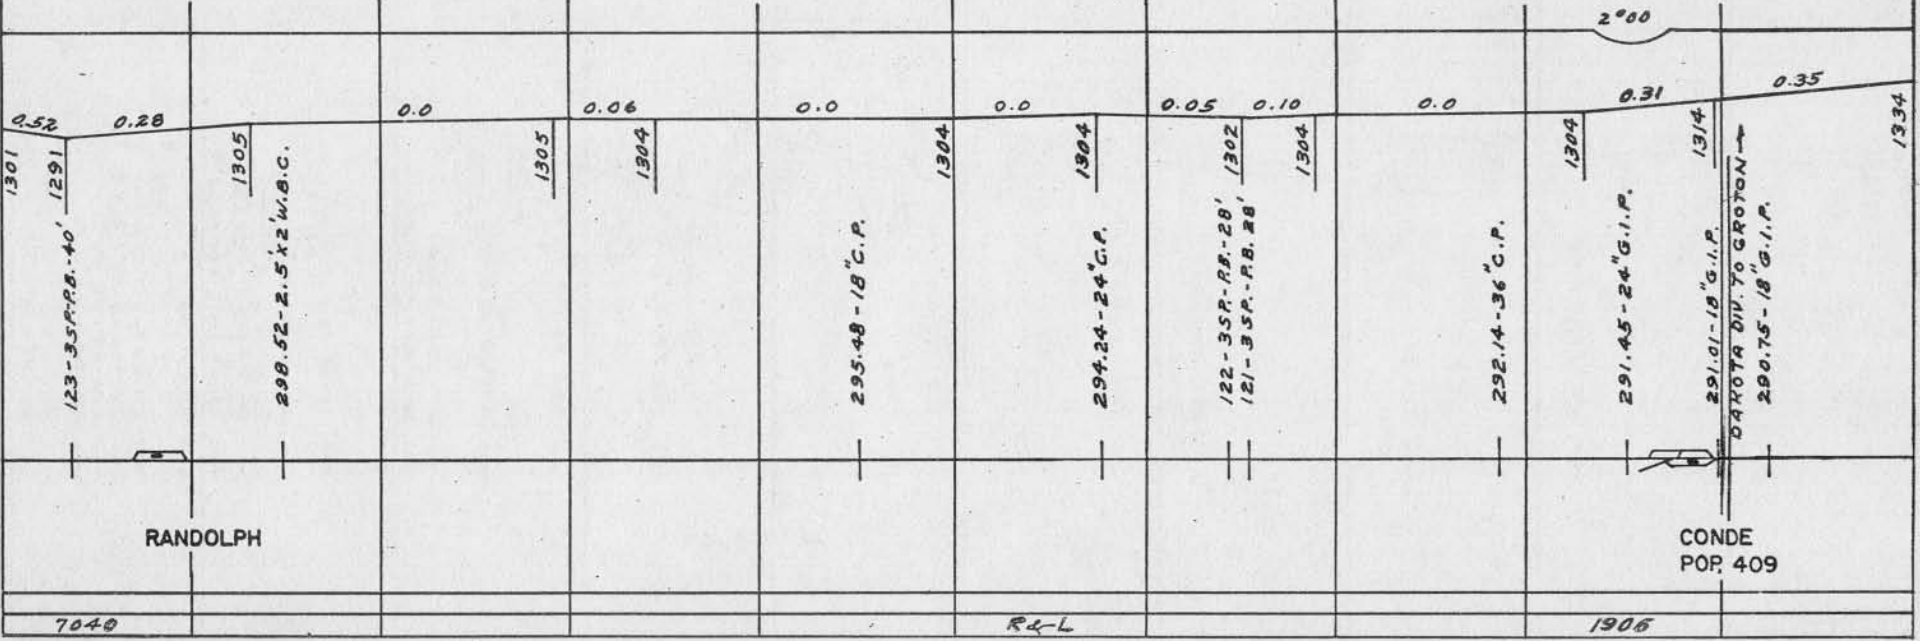 2°00
0.52
0.28
0.0
0.06
0.0
0.0
0.05
0.10
0.0
0.31
0.35
1301
1291
1305
1305
1304
1304
1304
1302
1304
1304
1314
1334
123-3SP.-P.B.-40'
298.52-2.5'X2'W.B.C.
295.48-18"C.P.
294.24-24"C.P.
122-3SP.-P.B.-28'
121-3SP.-P.B. 28'
292.14-36"C.P.
291.45-24"G.I.P.
291.01-18"G.I.P.
DAKOTA DIV. TO GROTON→
290.75-18"G.I.P.
RANDOLPH
CONDE
POP. 409
7040
R&L
1906